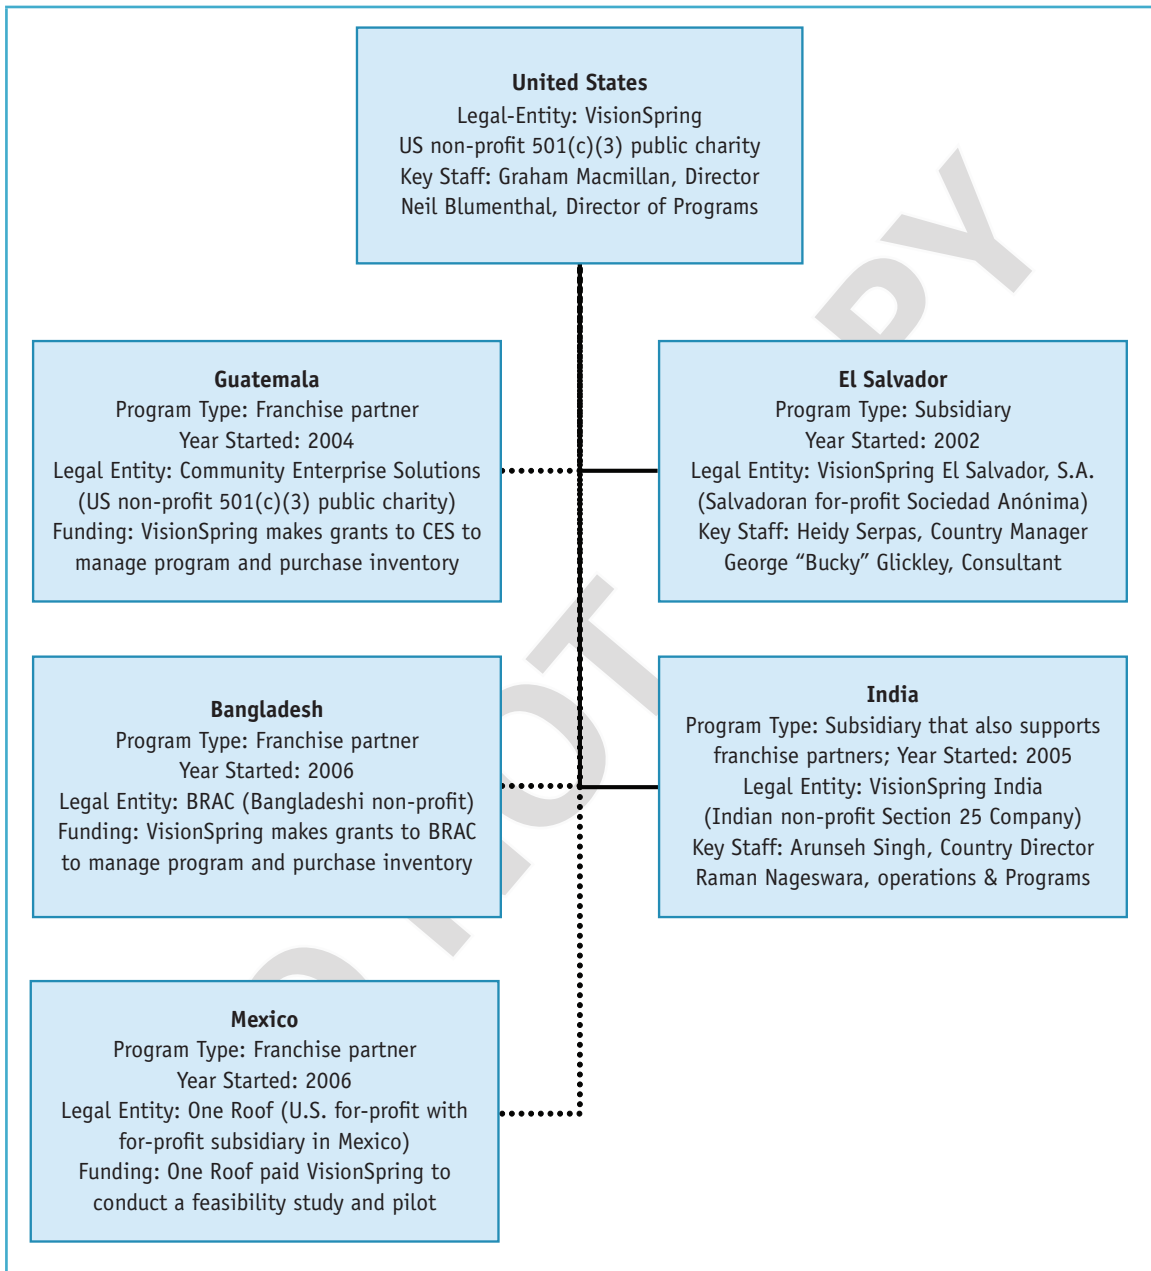 United States
Legal-Entity: VisionSpring
US non-profit 501(c)(3) public charity
Key Staff: Graham Macmillan, Director
Neil Blumenthal, Director of Programs
Guatemala
Program Type: Franchise partner
Year Started: 2004
Legal Entity: Community Enterprise Solutions
(US non-profit 501(c)(3) public charity)
Funding: VisionSpring makes grants to CES to
manage program and purchase inventory
El Salvador
Program Type: Subsidiary
Year Started: 2002
Legal Entity: VisionSpring El Salvador, S.A.
(Salvadoran for-profit Sociedad Anónima)
Key Staff: Heidy Serpas, Country Manager
George “Bucky” Glickley, Consultant
Bangladesh
Program Type: Franchise partner
Year Started: 2006
Legal Entity: BRAC (Bangladeshi non-profit)
Funding: VisionSpring makes grants to BRAC
to manage program and purchase inventory
India
Program Type: Subsidiary that also supports
franchise partners; Year Started: 2005
Legal Entity: VisionSpring India
(Indian non-profit Section 25 Company)
Key Staff: Arunseh Singh, Country Director
Raman Nageswara, operations & Programs
Mexico
Program Type: Franchise partner
Year Started: 2006
Legal Entity: One Roof (U.S. for-profit with
for-profit subsidiary in Mexico)
Funding: One Roof paid VisionSpring to
conduct a feasibility study and pilot